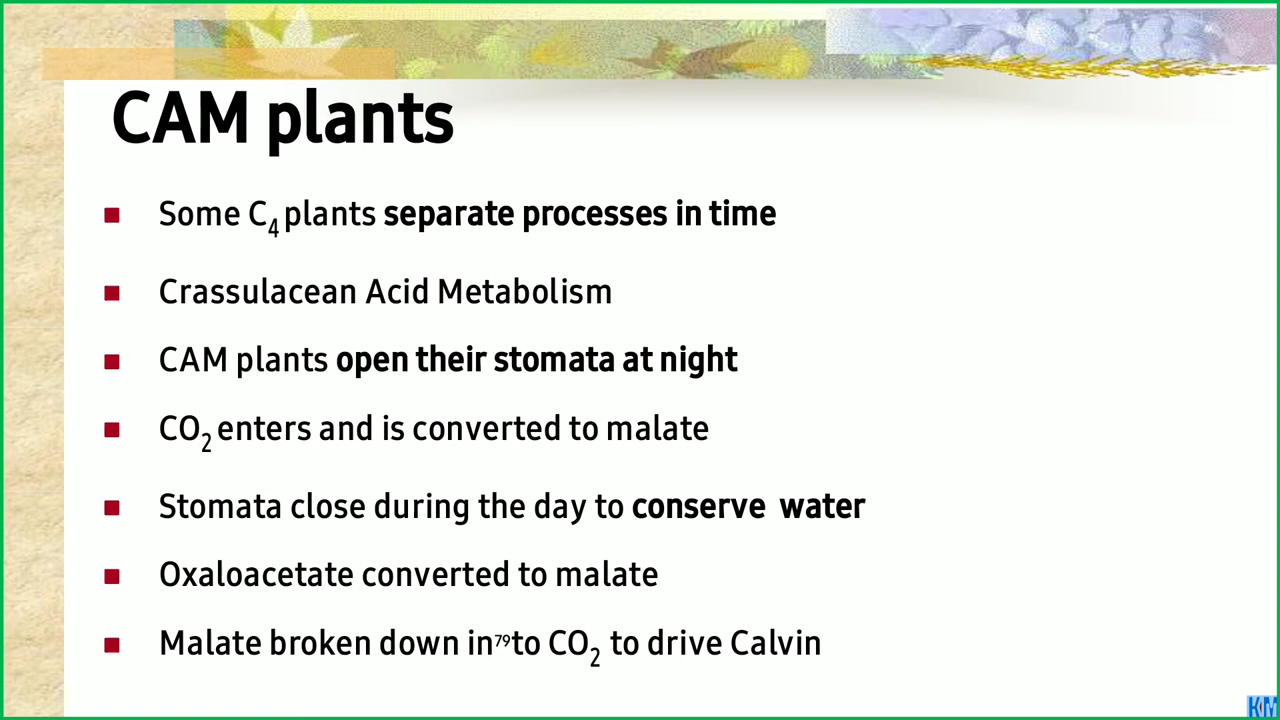 CAM plants
Some C4 plants separate processes in time
Crassulacean Acid Metabolism
CAM plants open their stomata at night
CO2 enters and is converted to malate
Stomata close during the day to conserve water
Oxaloacetate converted to malate
Malate broken down in79to CO2 to drive Calvin
KIM